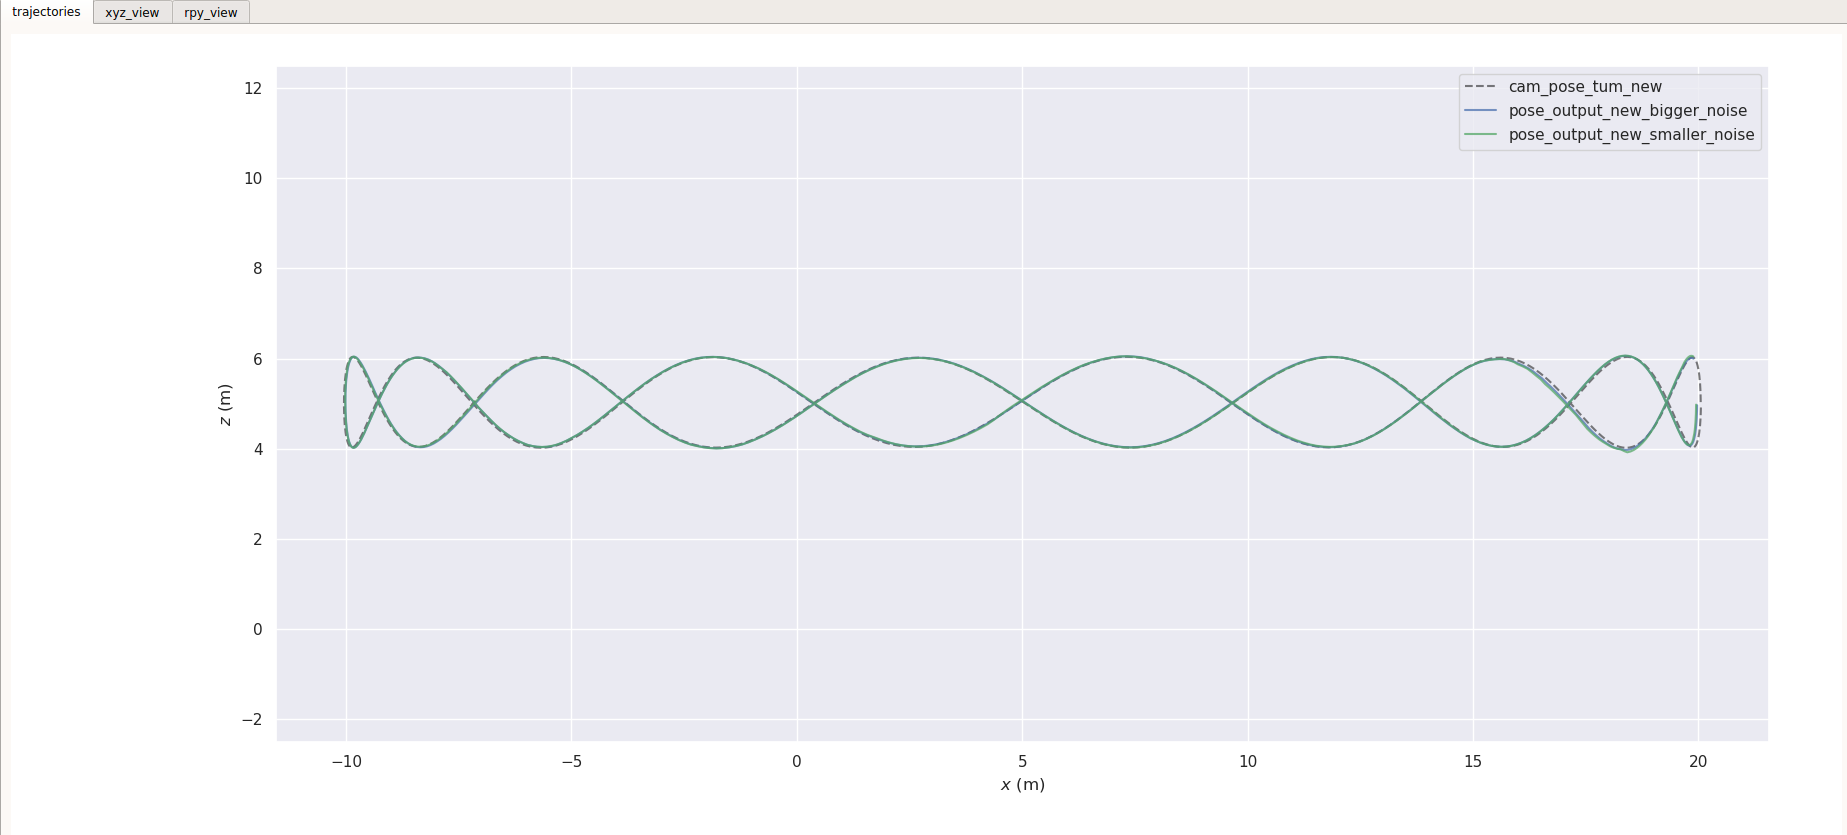 trajectories xyz_view rpy_view
cam_pose_tum_new
pose_output_new_bigger_noise
pose_output_new_smaller_noise
12
10
8
6
4
2
0
−2
z (m)
−10 −5 0 5 10 15 20
x (m)